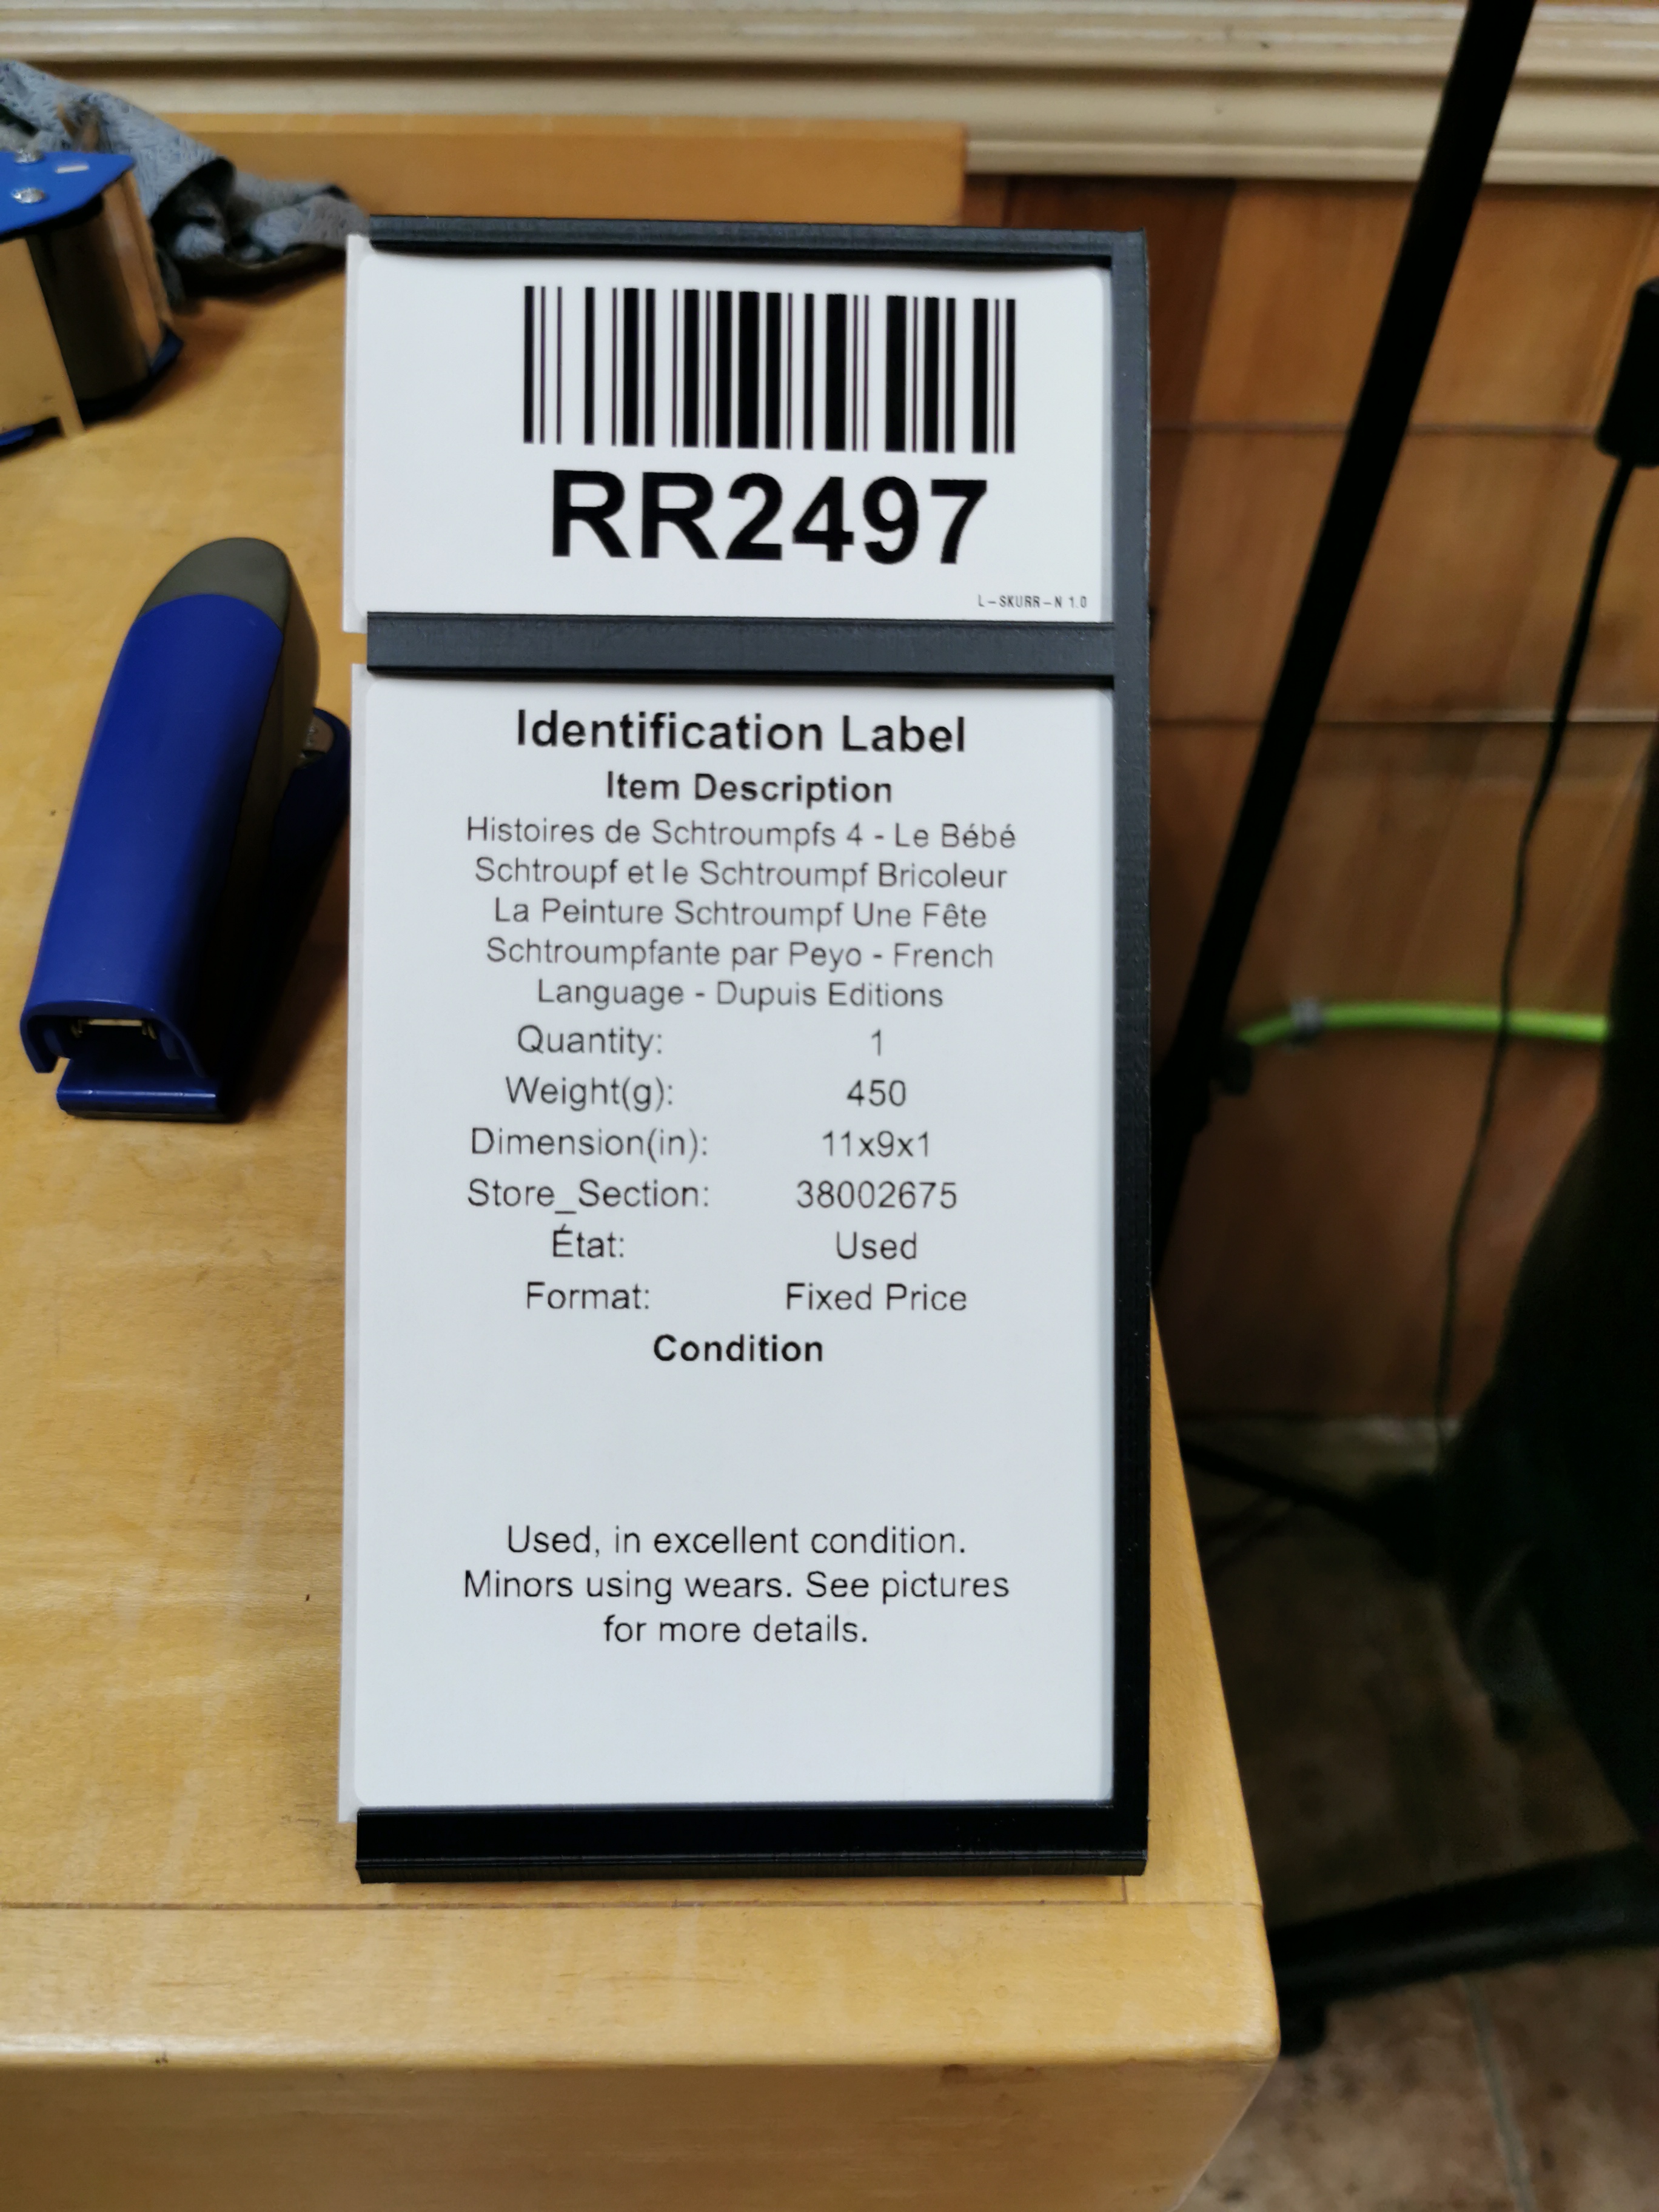 RR2497
L-SKURR-N 1.0
Identification Label
Item Description
Histoires de Schtroumpfs 4 - Le Bébé
Schtroupf et le Schtroumpf Bricoleur
La Peinture Schtroumpf Une Fête
Schtroumpfante par Peyo - French
Language - Dupuis Editions
Quantity: 1
Weight(g): 450
Dimension(in): 11x9x1
Store_Section: 38002675
État: Used
Format: Fixed Price
Condition
Used, in excellent condition.
Minors using wears. See pictures
for more details.